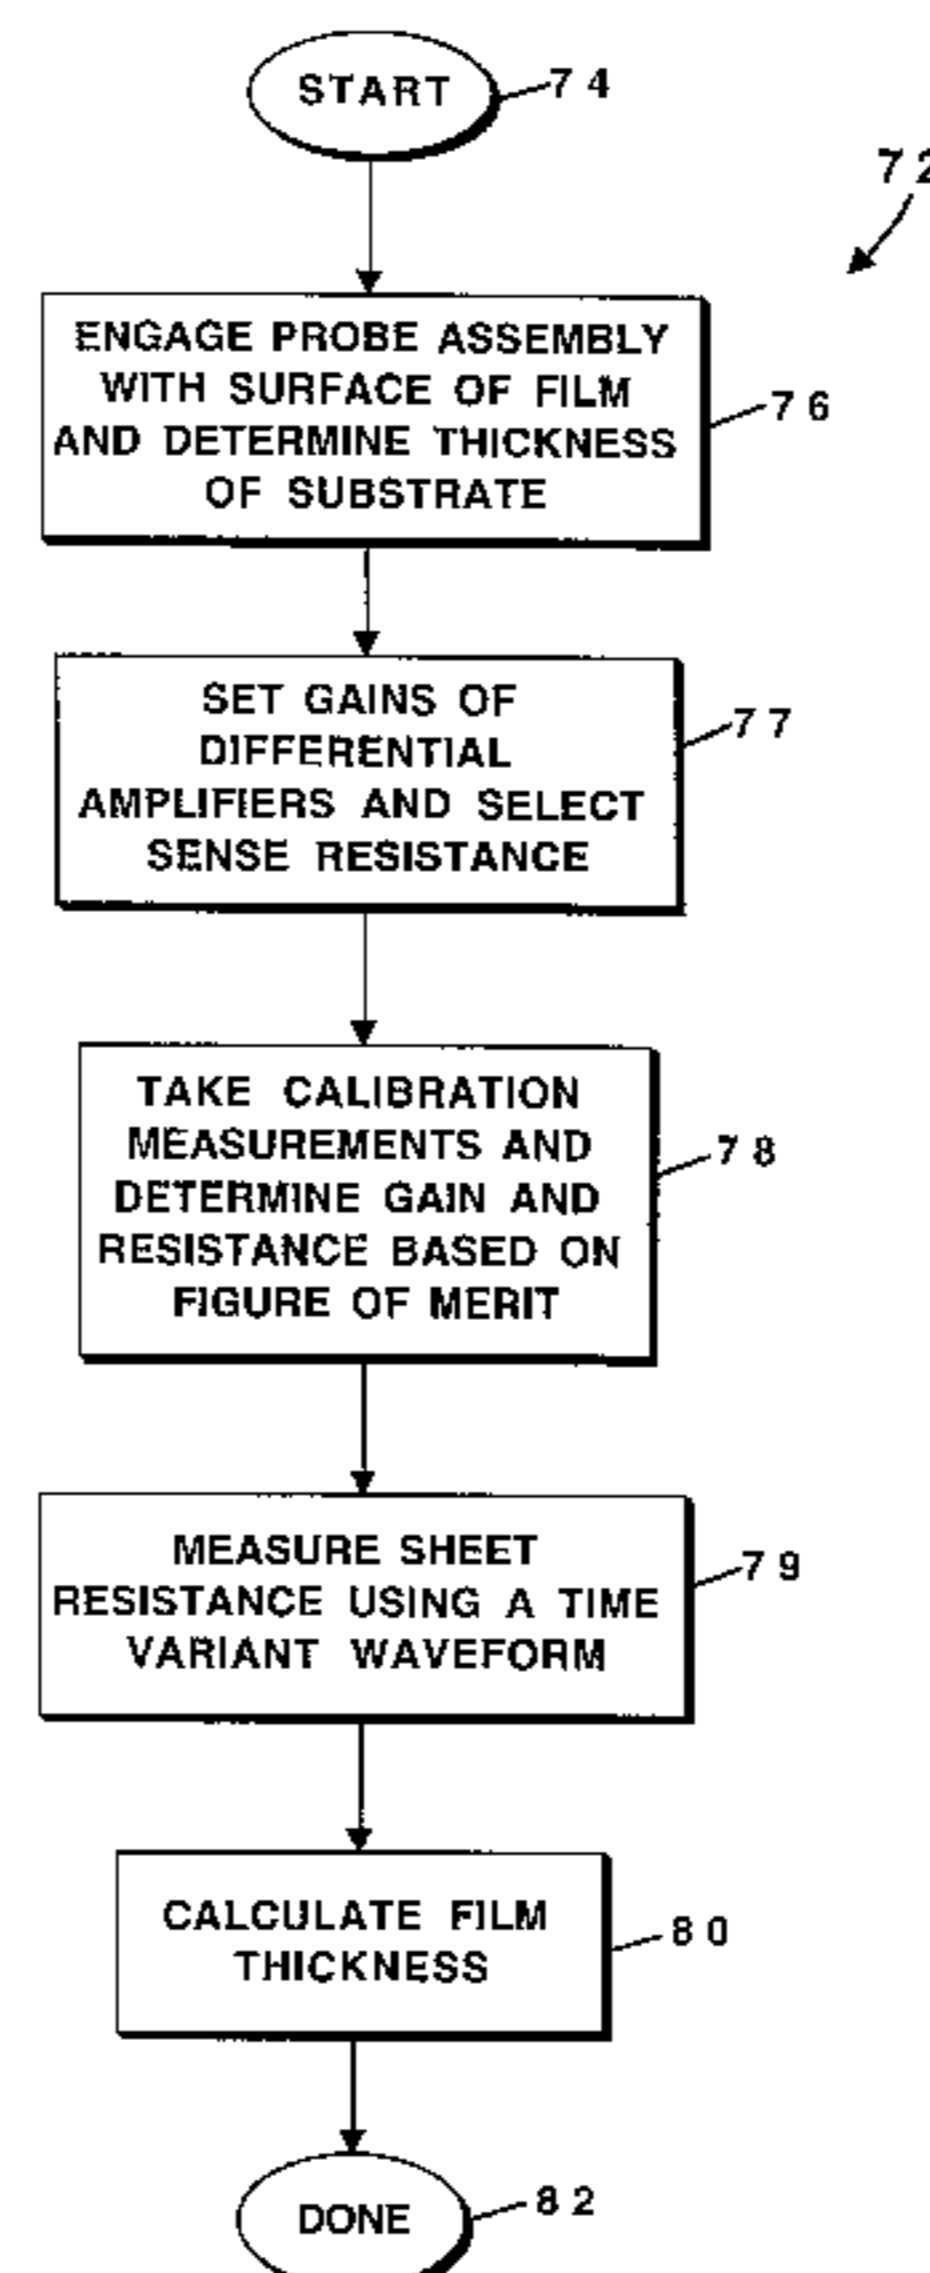 START
74
72
ENGAGE PROBE ASSEMBLY
WITH SURFACE OF FILM
AND DETERMINE THICKNESS
OF SUBSTRATE
76
SET GAINS OF
DIFFERENTIAL
AMPLIFIERS AND SELECT
SENSE RESISTANCE
77
TAKE CALIBRATION
MEASUREMENTS AND
DETERMINE GAIN AND
RESISTANCE BASED ON
FIGURE OF MERIT
78
MEASURE SHEET
RESISTANCE USING A TIME
VARIANT WAVEFORM
79
CALCULATE FILM
THICKNESS
80
DONE
82